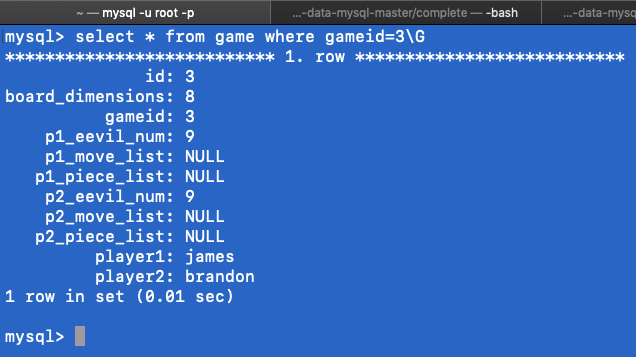 ~ — mysql -u root -p
...-data-mysql-master/complete — -bash
...-data-mysq
mysql> select * from game where gameid=3\G
*************************** 1. row ***************************
id: 3
board_dimensions: 8
gameid: 3
p1_eevil_num: 9
p1_move_list: NULL
p1_piece_list: NULL
p2_eevil_num: 9
p2_move_list: NULL
p2_piece_list: NULL
player1: james
player2: brandon
1 row in set (0.01 sec)
mysql>